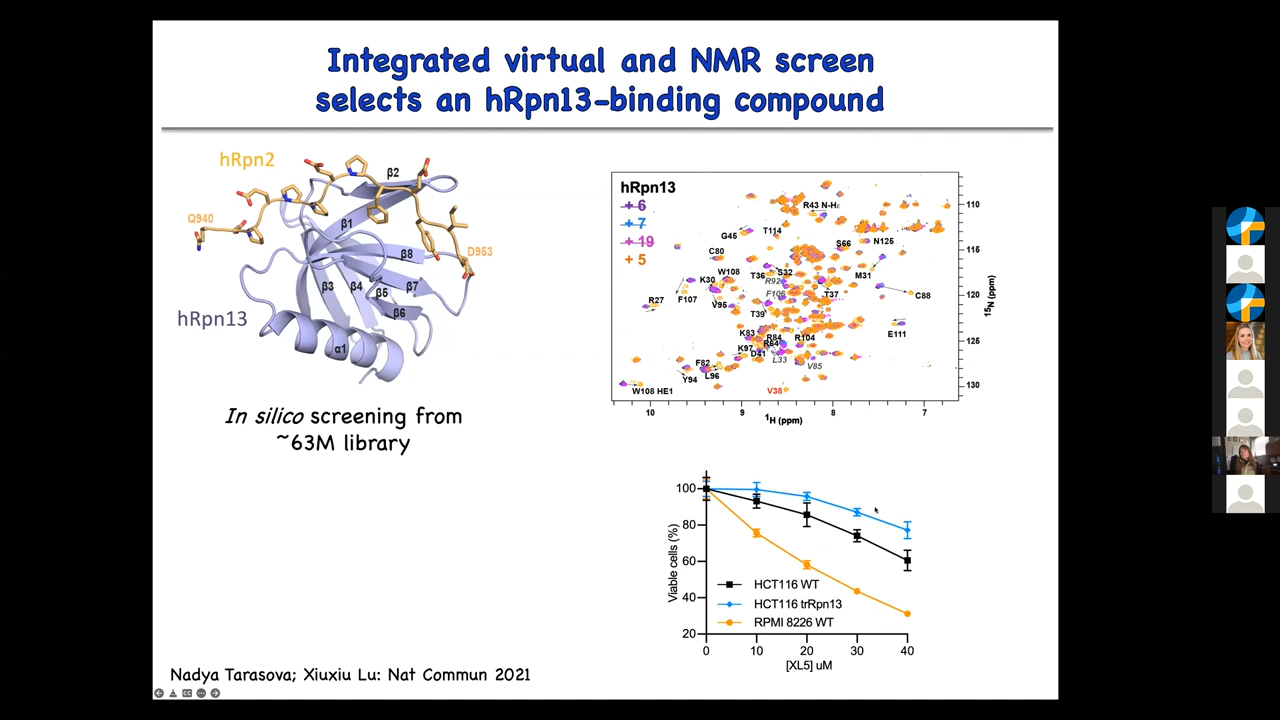 Integrated virtual and NMR screen
selects an hRpn13-binding compound
hRpn2
β2
Q940
β1
D953
β8
β3
β4
β5
β7
β6
hRpn13
α1
In silico screening from
~63M library
hRpn13
+ 6
+ 7
+ 19
+ 5
R43 N-Hε
G45
T114
S66
N125
C80
W108
T36
S32
M31
K30
R92
F106
T37
C88
R27
F107
V95
T39
E111
K83
R84
R104
R64
K97
D41
L33
V85
F82
L96
Y94
W108 HE1
V38
110
115
120
125
130
15N (ppm)
10
9
8
7
1H (ppm)
100
80
60
40
20
Viable cells (%)
HCT116 WT
HCT116 trRpn13
RPMI 8226 WT
0
10
20
30
40
[XL5] uM
Nadya Tarasova; Xiuxiu Lu: Nat Commun 2021